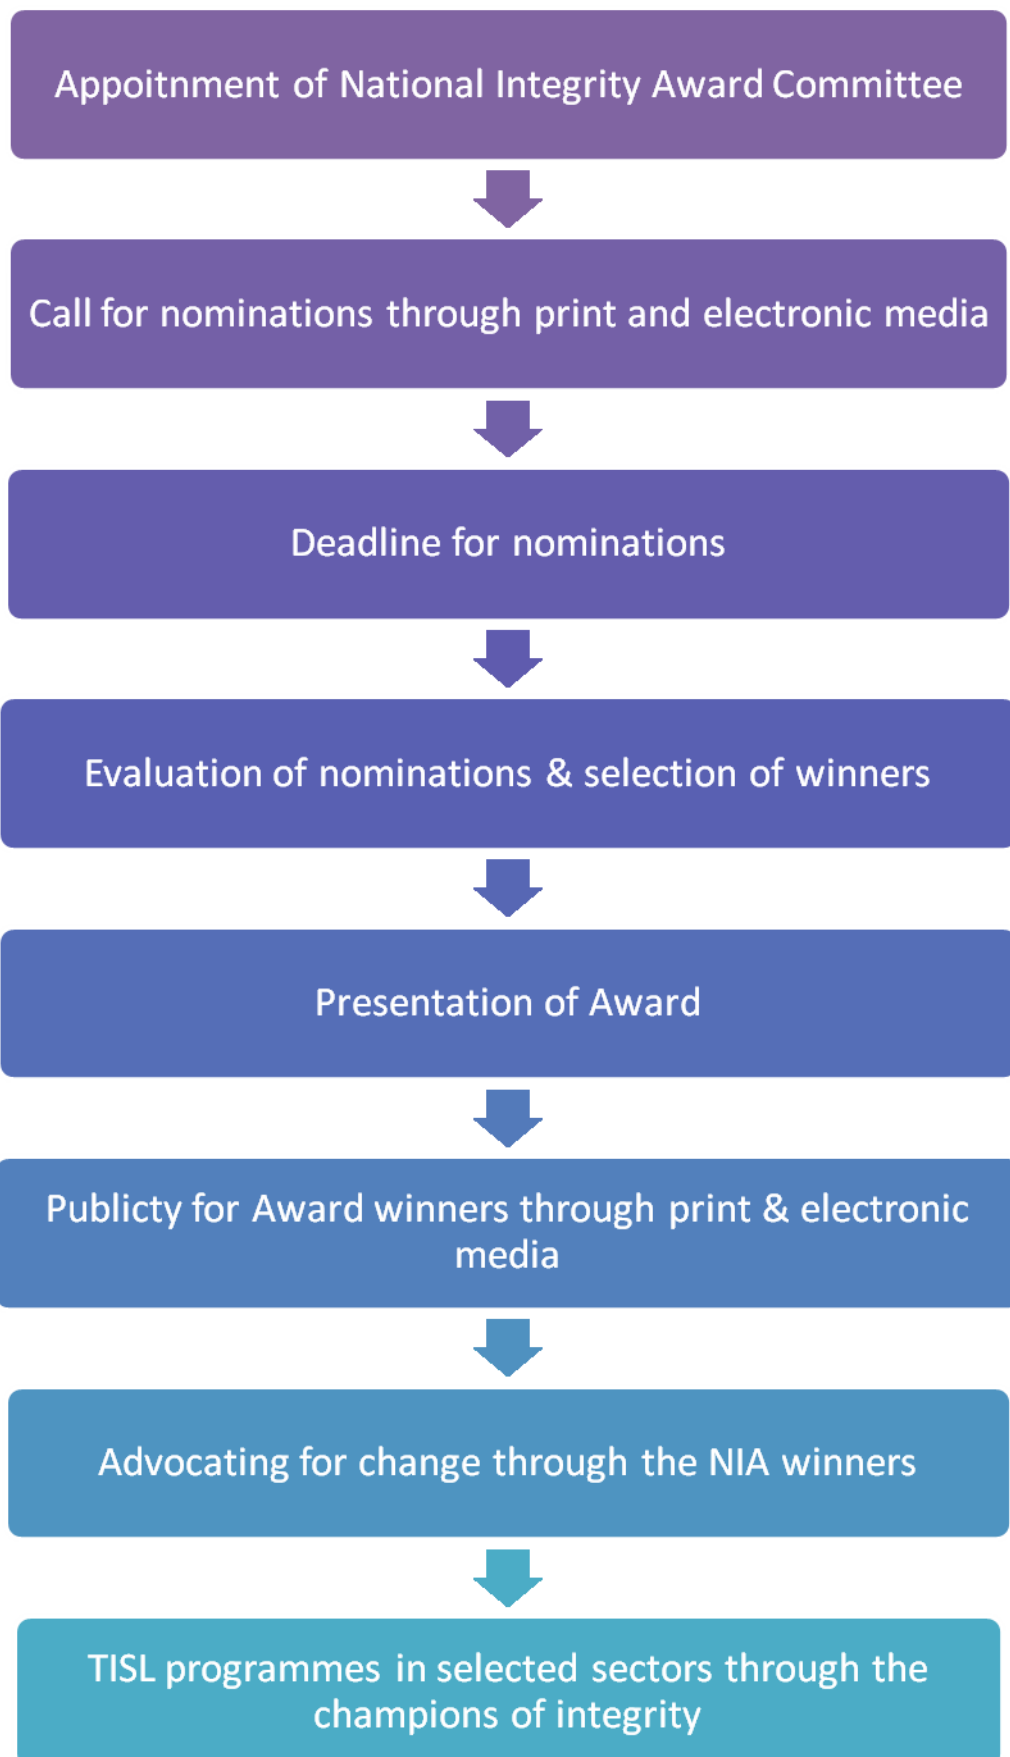 Appoitnment of National Integrity Award Committee
Call for nominations through print and electronic media
Deadline for nominations
Evaluation of nominations & selection of winners
Presentation of Award
Publicty for Award winners through print & electronic
media
Advocating for change through the NIA winners
TISL programmes in selected sectors through the
champions of integrity